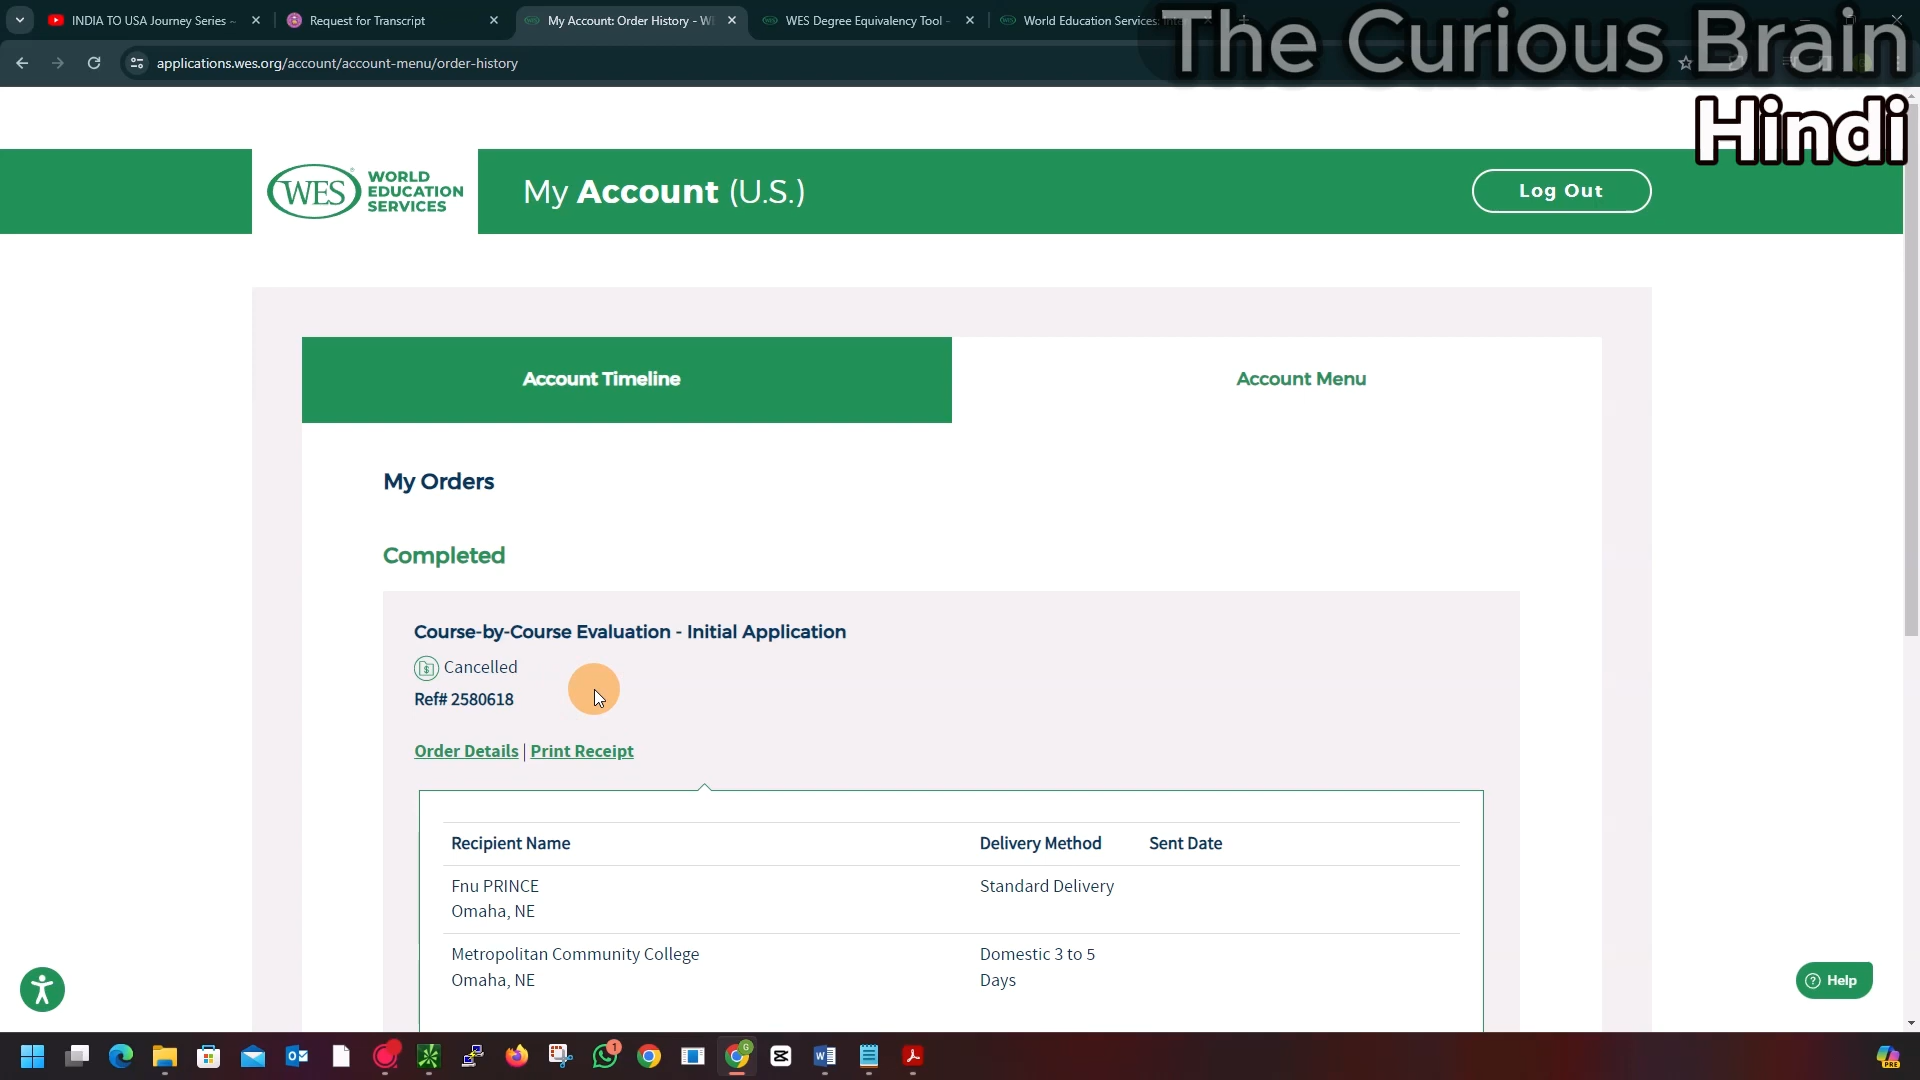 INDIA TO USA Journey Series ~
Request for Transcript
My Account: Order History - WE
WES Degree Equivalency Tool -
World Education Services: Inte
The Curious Brain
applications.wes.org/account/account-menu/order-history
Hindi
WES
WORLD
EDUCATION
SERVICES
My Account (U.S.)
Log Out
Account Timeline
Account Menu
My Orders
Completed
Course-by-Course Evaluation - Initial Application
Cancelled
Ref# 2580618
Order Details | Print Receipt
Recipient Name
Delivery Method
Sent Date
Fnu PRINCE
Omaha, NE
Standard Delivery
Metropolitan Community College
Omaha, NE
Domestic 3 to 5
Days
Help
1
G
PRE